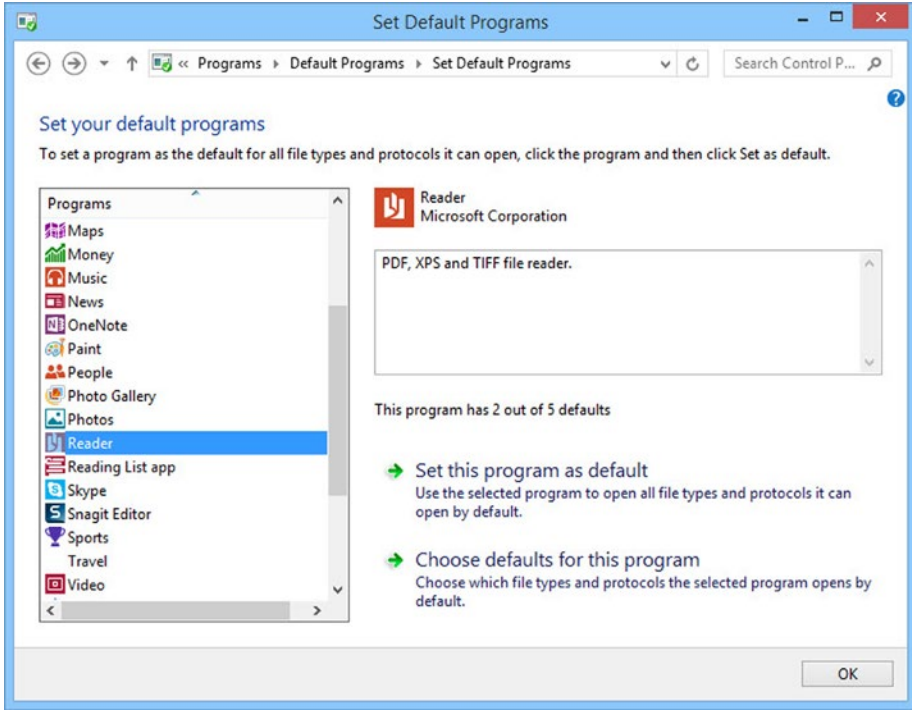 Set Default Programs
« Programs Default Programs Set Default Programs
Search Control P...
Set your default programs
To set a program as the default for all file types and protocols it can open, click the program and then click Set as default.
Programs
Maps
Money
Music
News
OneNote
Paint
People
Photo Gallery
Photos
Reader
Reading List app
Skype
Snagit Editor
Sports
Travel
Video
Reader
Microsoft Corporation
PDF, XPS and TIFF file reader.
This program has 2 out of 5 defaults
Set this program as default
Use the selected program to open all file types and protocols it can
open by default.
Choose defaults for this program
Choose which file types and protocols the selected program opens by
default.
OK